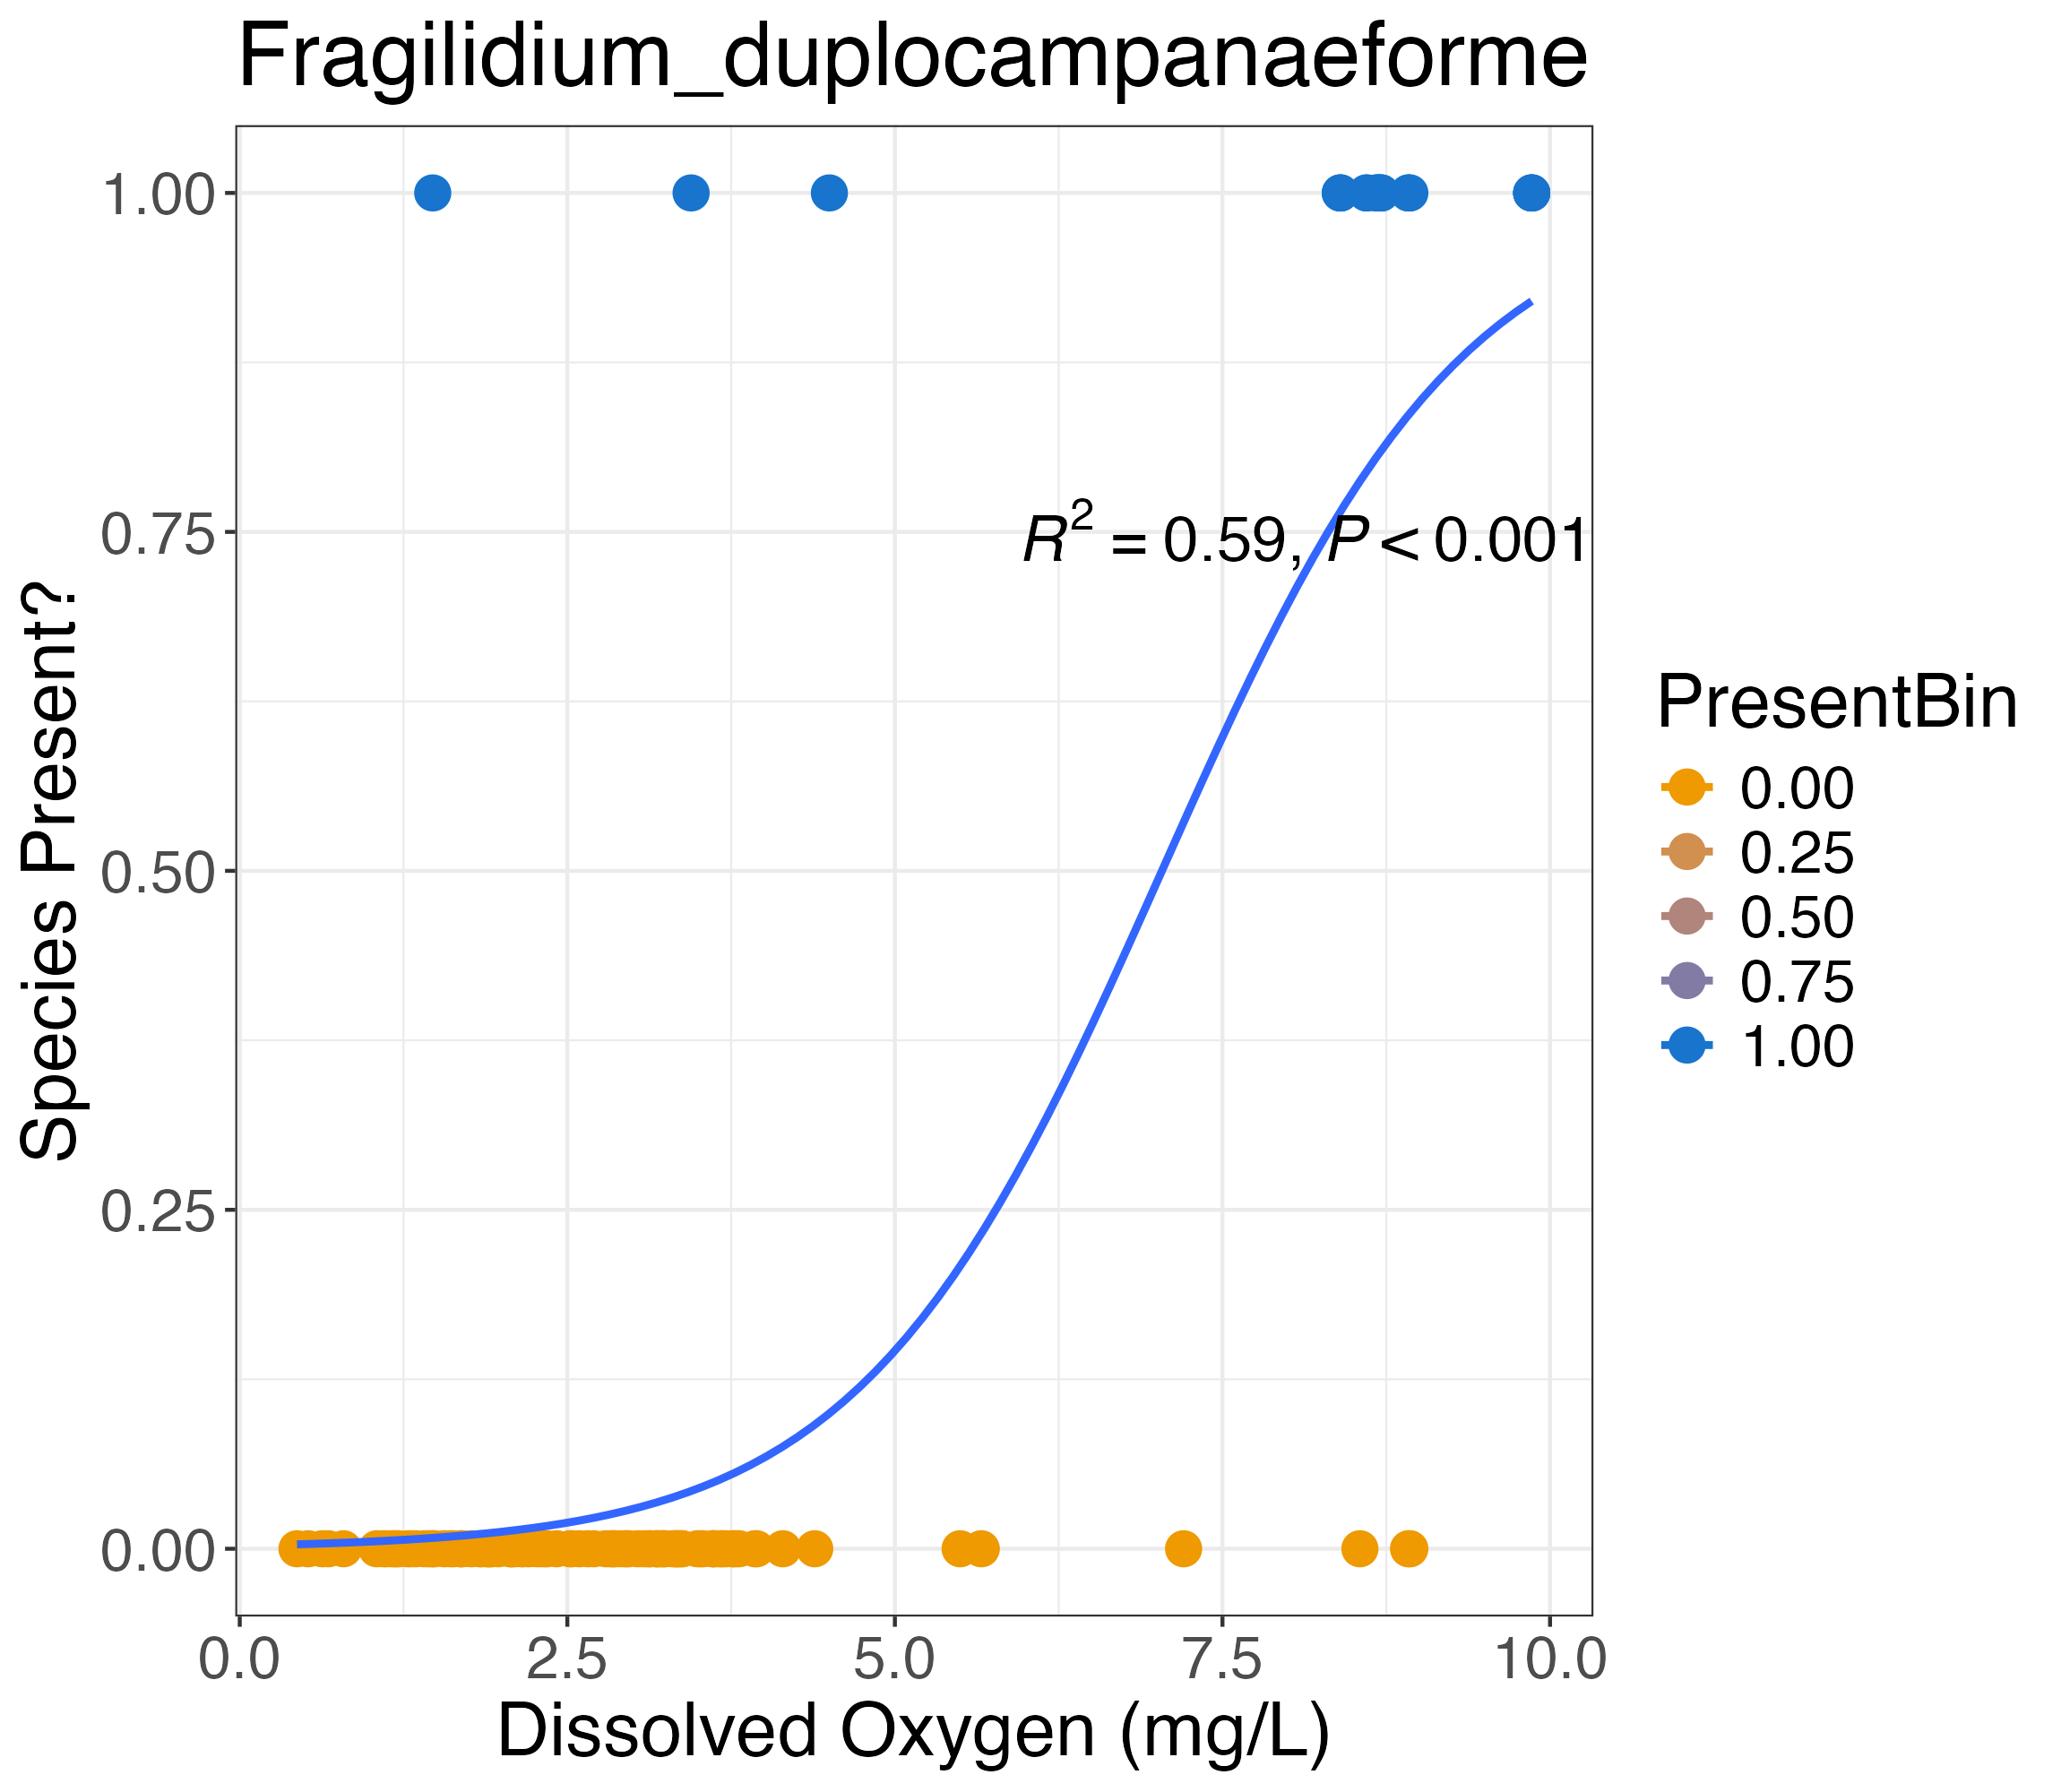 Fragilidium_duplocampanaeforme
1.00
0.75
0.50
0.25
0.00
Species Present?
R² = 0.59, P < 0.001
0.0 2.5 5.0 7.5 10.0
Dissolved Oxygen (mg/L)
PresentBin
0.00
0.25
0.50
0.75
1.00